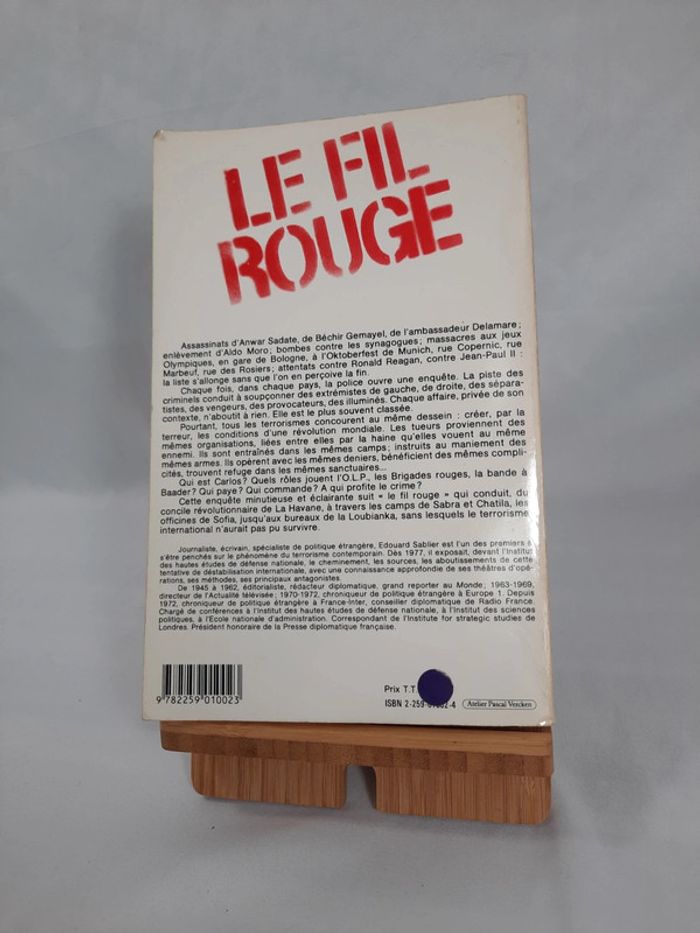 LE FIL
ROUGE
Assassinats d'Anwar Sadate, de Béchir Gemayel, de l'ambassadeur Delamare;
enlèvement d'Aldo Moro; bombes contre les synagogues; massacres aux jeux
Olympiques, en gare de Bologne, à l'Oktoberfest de Munich, rue Copernic, rue
Marbeuf, rue des Rosiers; attentats contre Ronald Reagan, contre Jean-Paul II :
la liste s'allonge sans que l'on en perçoive la fin.
Chaque fois, dans chaque pays, la police ouvre une enquête. La piste des
criminels conduit à soupçonner des extrémistes de gauche, de droite, des sépara-
tistes, des vengeurs, des provocateurs, des illuminés. Chaque affaire, privée de son
contexte, n'aboutit à rien. Elle est le plus souvent classée.
Pourtant, tous les terrorismes concourent au même dessein : créer, par la
terreur, les conditions d'une révolution mondiale. Les tueurs proviennent des
mêmes organisations, liées entre elles par la haine qu'elles vouent au même
ennemi. Ils sont entraînés dans les mêmes camps; instruits au maniement des
mêmes armes. Ils opèrent avec les mêmes deniers, bénéficient des mêmes compli-
cités, trouvent refuge dans les mêmes sanctuaires...
Qui est Carlos? Quels rôles jouent l'O.L.P., les Brigades rouges, la bande à
Baader? Qui paye? Qui commande? A qui profite le crime?
Cette enquête minutieuse et éclairante suit « le fil rouge » qui conduit, du
concile révolutionnaire de La Havane, à travers les camps de Sabra et Chatila, les
officines de Sofia, jusqu'aux bureaux de la Loubianka, sans lesquels le terrorisme
international n'aurait pas pu survivre.
Journaliste, écrivain, spécialiste de politique étrangère, Edouard Sablier est l'un des premiers à
s'être penchés sur le phénomène du terrorisme contemporain. Dès 1977, il exposait, devant l'Institut
des hautes études de défense nationale, le cheminement, les sources, les aboutissements de cette
tentative de déstabilisation internationale, avec une connaissance approfondie de ses théâtres d'opé-
rations, ses méthodes, ses principaux antagonistes.
De 1945 à 1962, éditorialiste, rédacteur diplomatique, grand reporter au Monde; 1963-1969,
directeur de l'Actualité télévisée; 1970-1972, chroniqueur de politique étrangère à Europe 1. Depuis
1972, chroniqueur de politique étrangère à France-Inter, conseiller diplomatique de Radio France.
Chargé de conférences à l'Institut des hautes études de défense nationale, à l'Institut des sciences
politiques, à l'Ecole nationale d'administration. Correspondant de l'Institute for strategic studies de
Londres. Président honoraire de la Presse diplomatique française.
Prix T.T.
9 782259 010023
ISBN 2-259- 2-4 Atelier Pascal Vercken